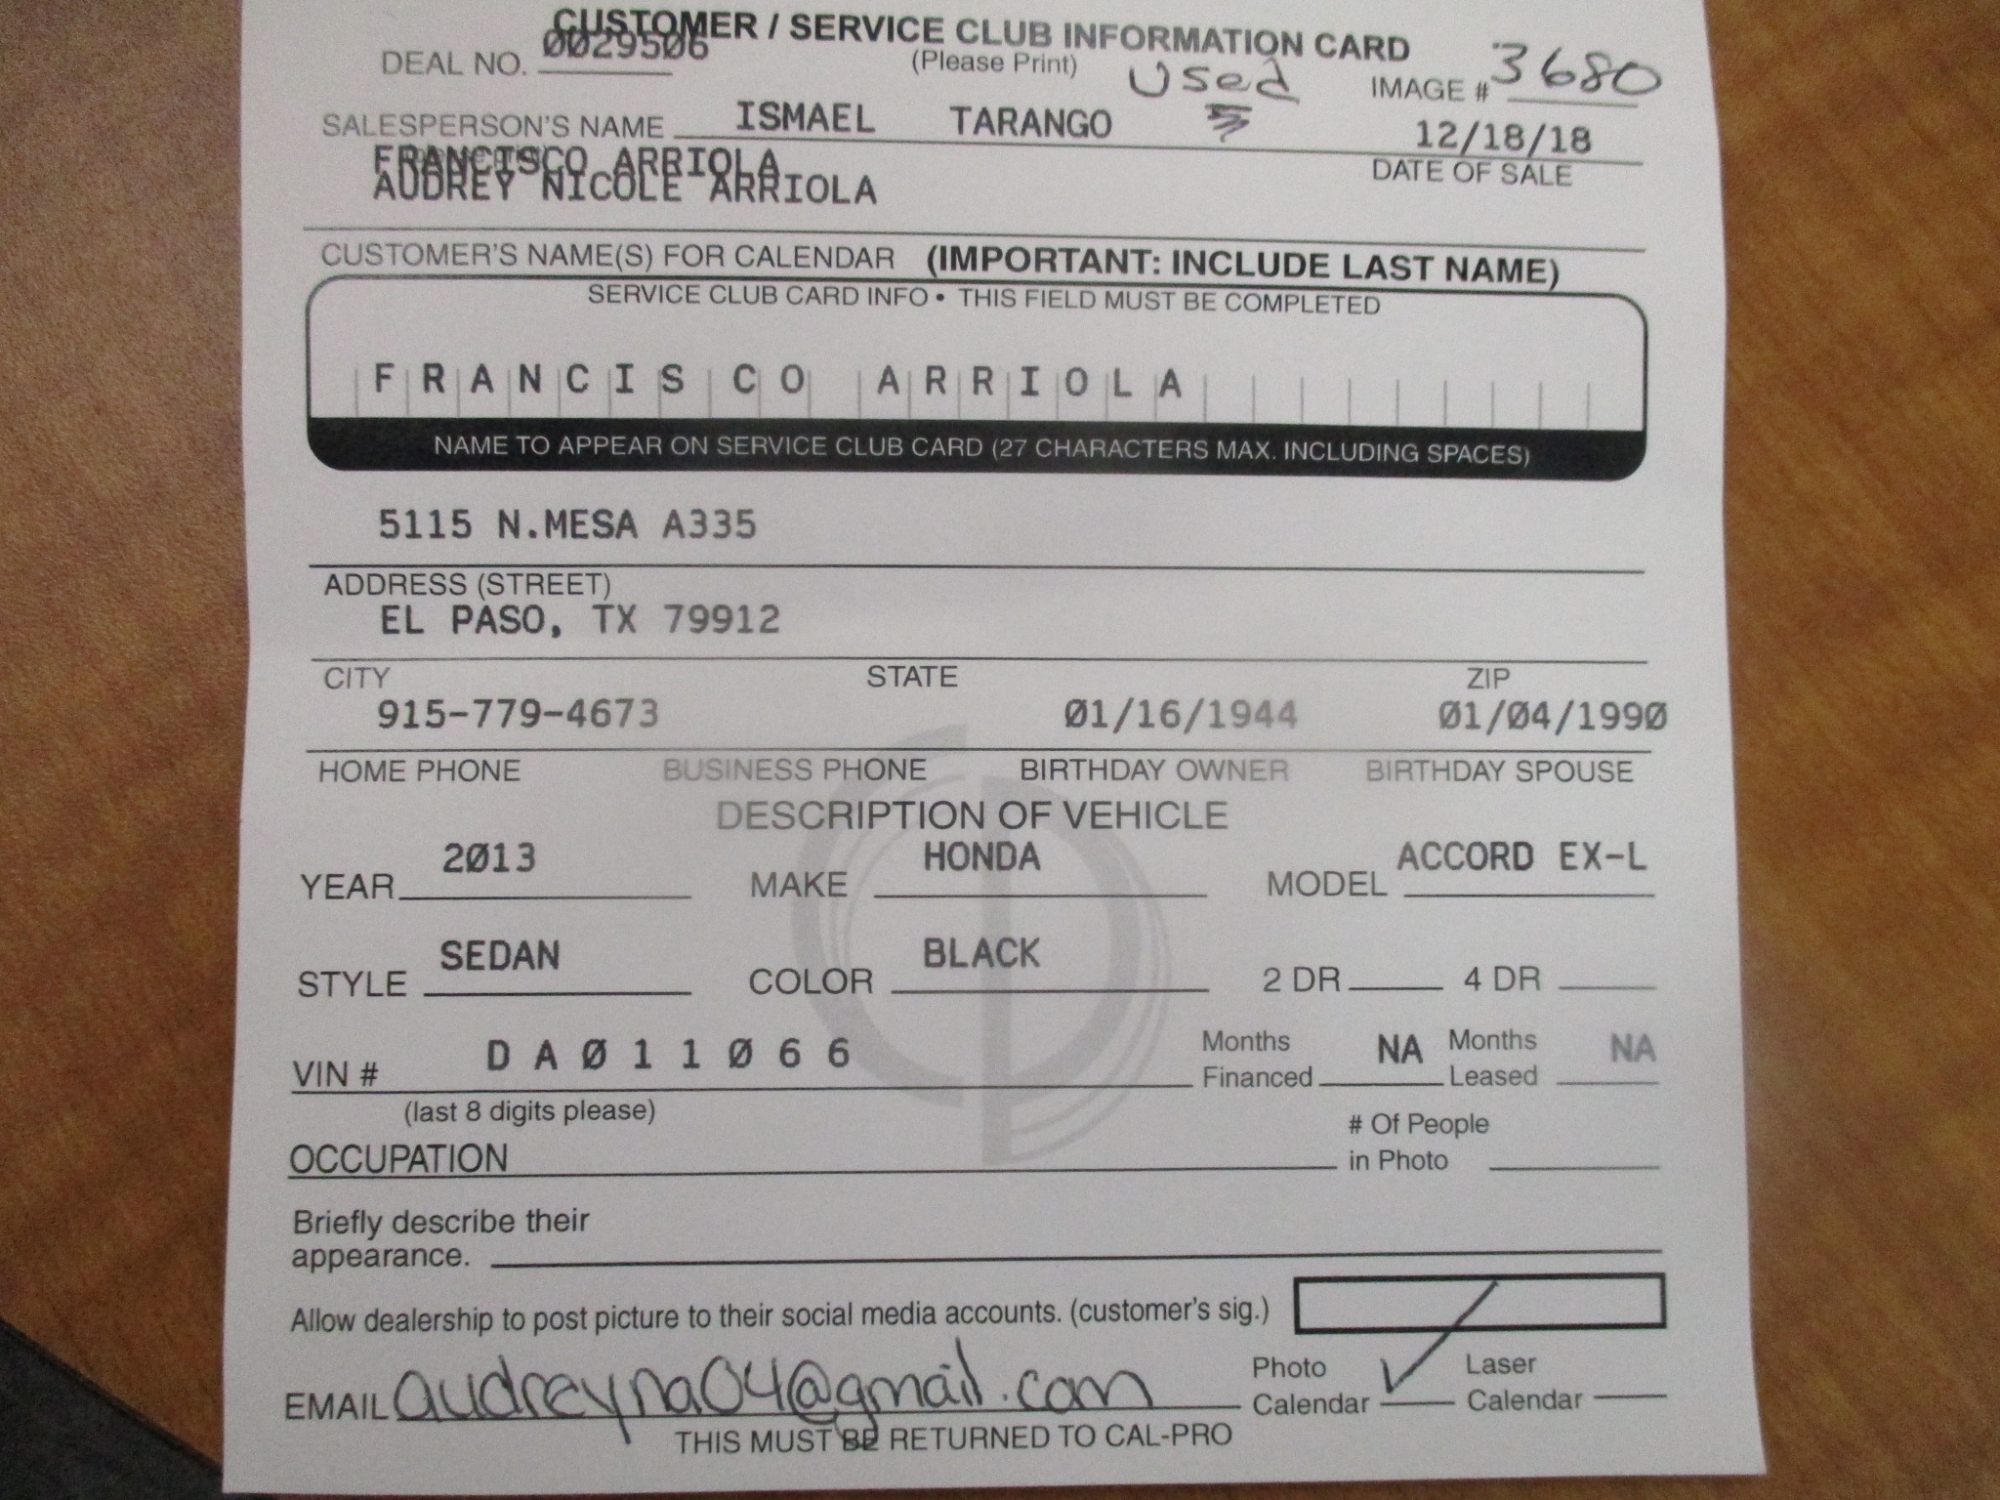 CUSTOMER / SERVICE CLUB INFORMATION CARD
DEAL NO. 0029506 (Please Print) Used IMAGE # 3680
SALESPERSON'S NAME ISMAEL TARANGO 12/18/18
DATE OF SALE
FRANCISCO ARRIOLA
AUDREY NICOLE ARRIOLA
CUSTOMER'S NAME(S) FOR CALENDAR (IMPORTANT: INCLUDE LAST NAME)
SERVICE CLUB CARD INFO • THIS FIELD MUST BE COMPLETED
FRANCISCO ARRIOLA
NAME TO APPEAR ON SERVICE CLUB CARD (27 CHARACTERS MAX. INCLUDING SPACES)
5115 N.MESA A335
ADDRESS (STREET)
EL PASO, TX 79912
CITY STATE ZIP
915-779-4673 01/16/1944 01/04/1990
HOME PHONE BUSINESS PHONE BIRTHDAY OWNER BIRTHDAY SPOUSE
DESCRIPTION OF VEHICLE
YEAR 2013 MAKE HONDA MODEL ACCORD EX-L
STYLE SEDAN COLOR BLACK 2 DR 4 DR
VIN # DA011066 Months Financed NA Months Leased NA
(last 8 digits please)
OCCUPATION # Of People in Photo
Briefly describe their
appearance.
Allow dealership to post picture to their social media accounts. (customer's sig.)
EMAIL audreyna04@gmail.com Photo Calendar ✓ Laser Calendar
THIS MUST BE RETURNED TO CAL-PRO